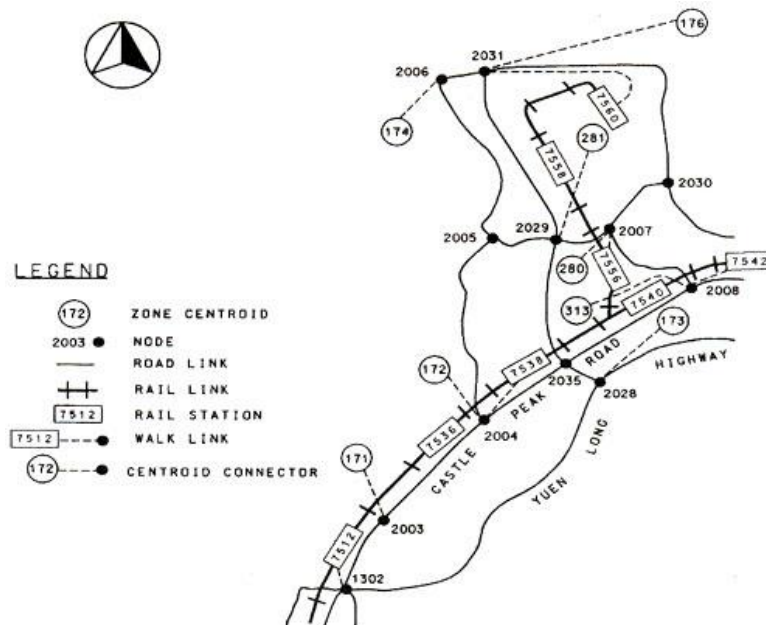 176
2031
2006
7560
174
281
7558
2030
2029
2007
2005
7542
280
7556
LEGEND
7540
2008
172
ZONE CENTROID
313
173
2003
NODE
172
7538
ROAD
HIGHWAY
ROAD LINK
2035
RAIL LINK
PEAK
2028
7512
RAIL STATION
2004
7512
WALK LINK
7536
CASTLE
LONG
172
CENTROID CONNECTOR
171
YUEN
2003
7512
1302